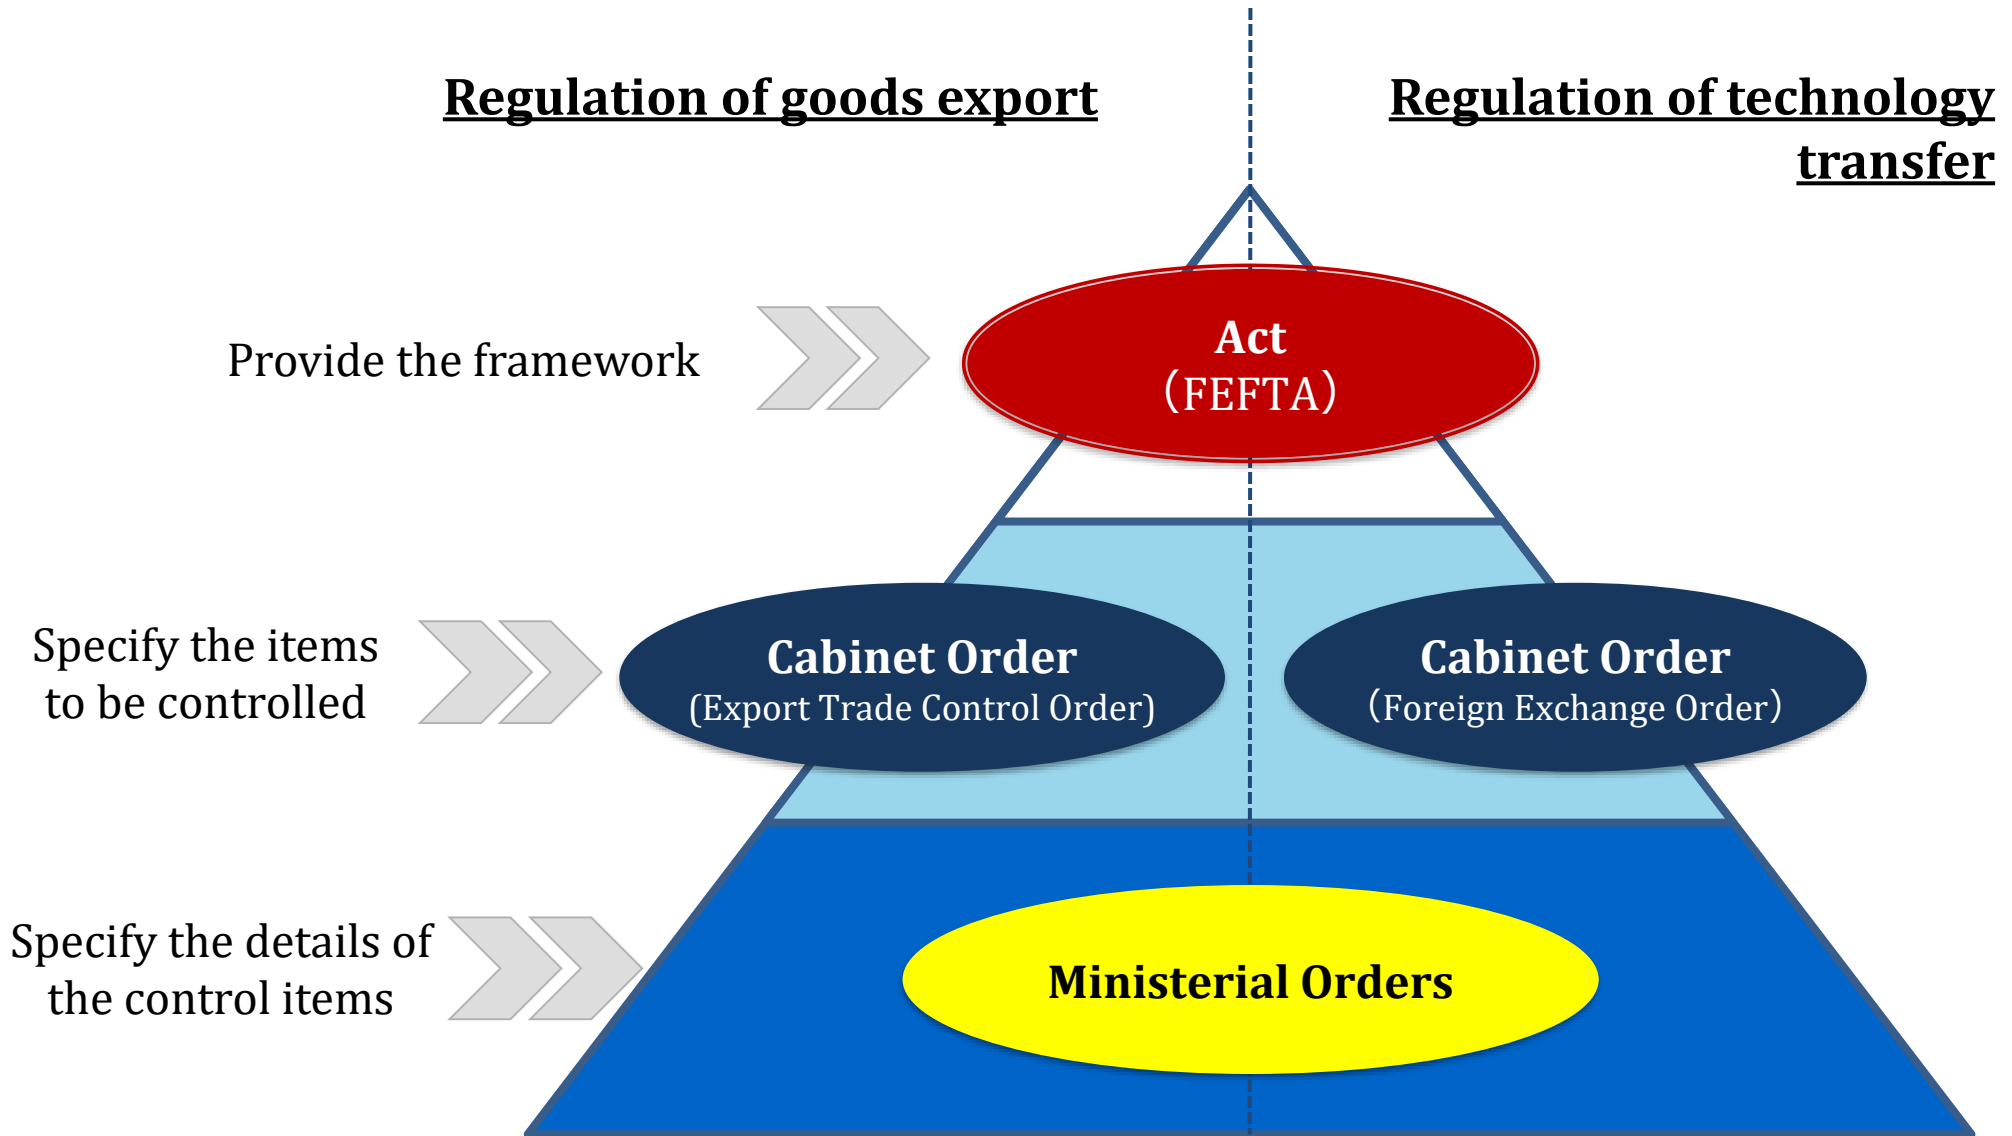 Regulation of goods export
Regulation of technology
transfer
Provide the framework
Act
（FEFTA）
Specify the items
to be controlled
Cabinet Order
(Export Trade Control Order)
Cabinet Order
（Foreign Exchange Order）
Specify the details of
the control items
Ministerial Orders